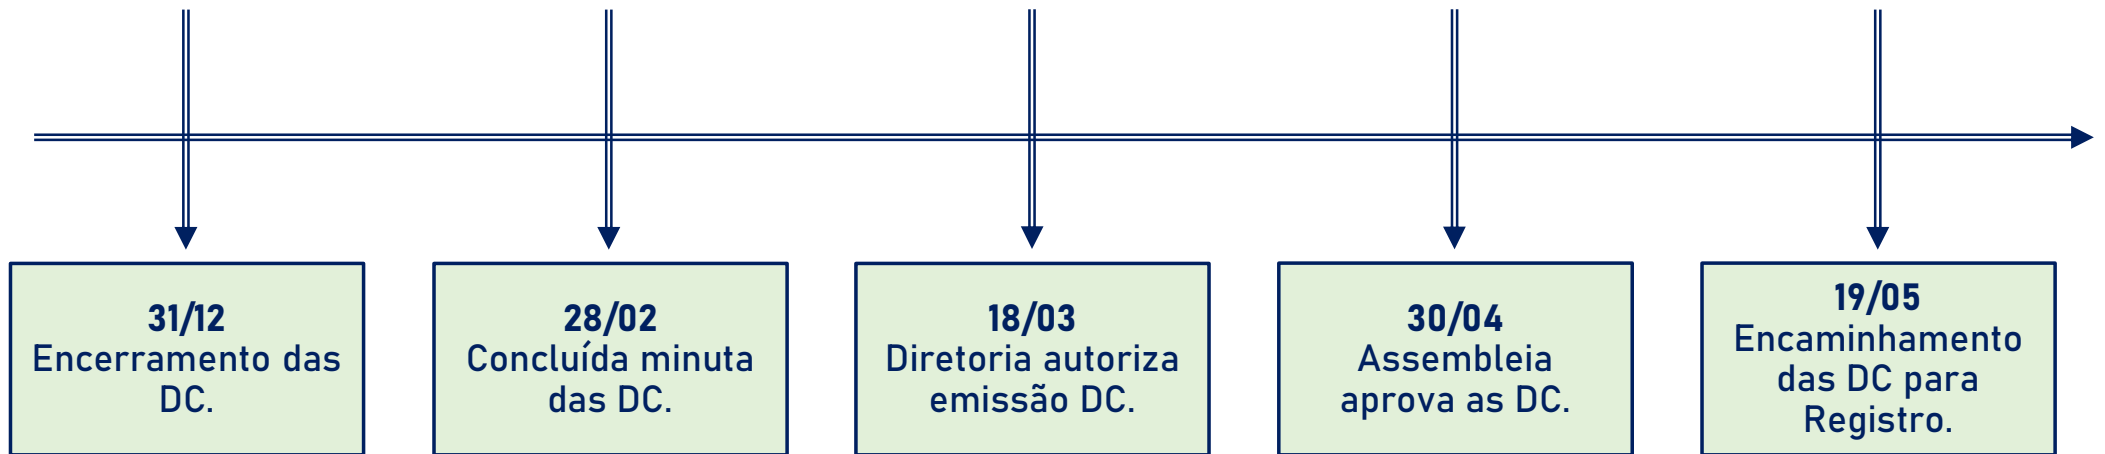 31/12
Encerramento das
DC.
28/02
Concluída minuta
das DC.
18/03
Diretoria autoriza
emissão DC.
30/04
Assembleia
aprova as DC.
19/05
Encaminhamento
das DC para
Registro.